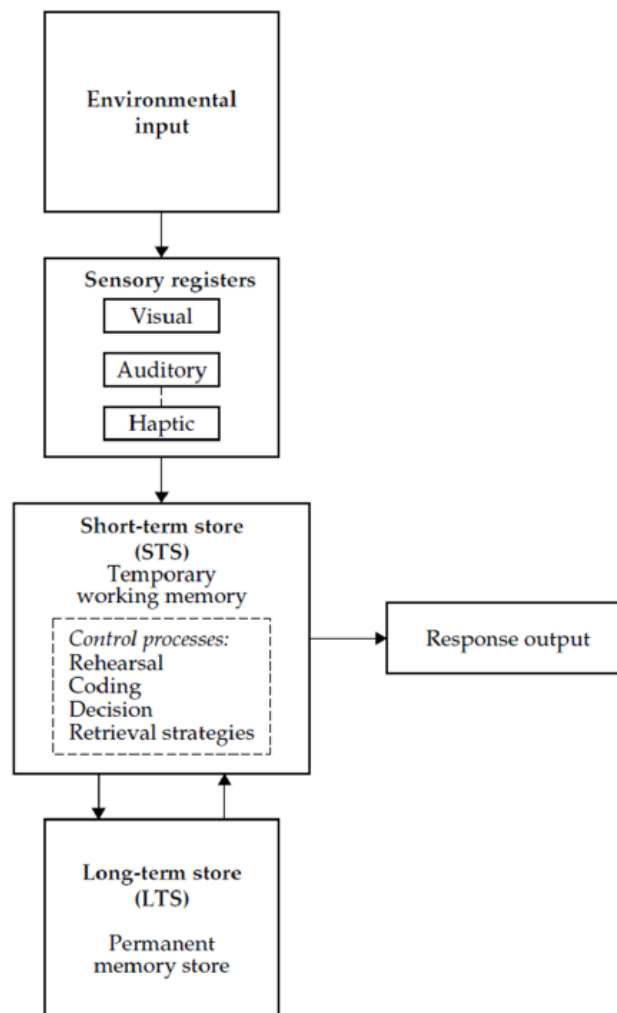 Environmental
input
Sensory registers
Visual
Auditory
Haptic
Short-term store
(STS)
Temporary
working memory
Control processes:
Rehearsal
Coding
Decision
Retrieval strategies
Response output
Long-term store
(LTS)
Permanent
memory store